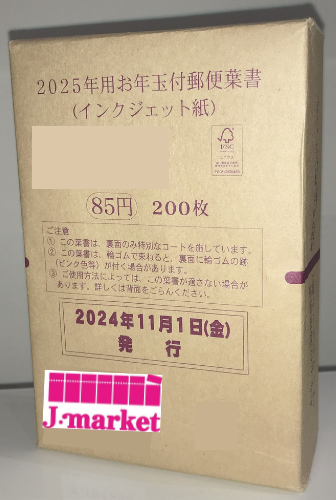 2025年用お年玉付郵便葉書
(インクジェット紙)
FSC
85円 200枚
ご注意
① この葉書は、裏面のみ特別なコートを施しています。
② この葉書は、輪ゴムで束ねると、裏面に輪ゴムの跡
(ピンク色等)が付く場合があります。
③ ご使用方法によっては、この葉書が適さない場合が
あります。詳しくは背面をごらんください。
2024年11月1日(金)
発 行
J·market